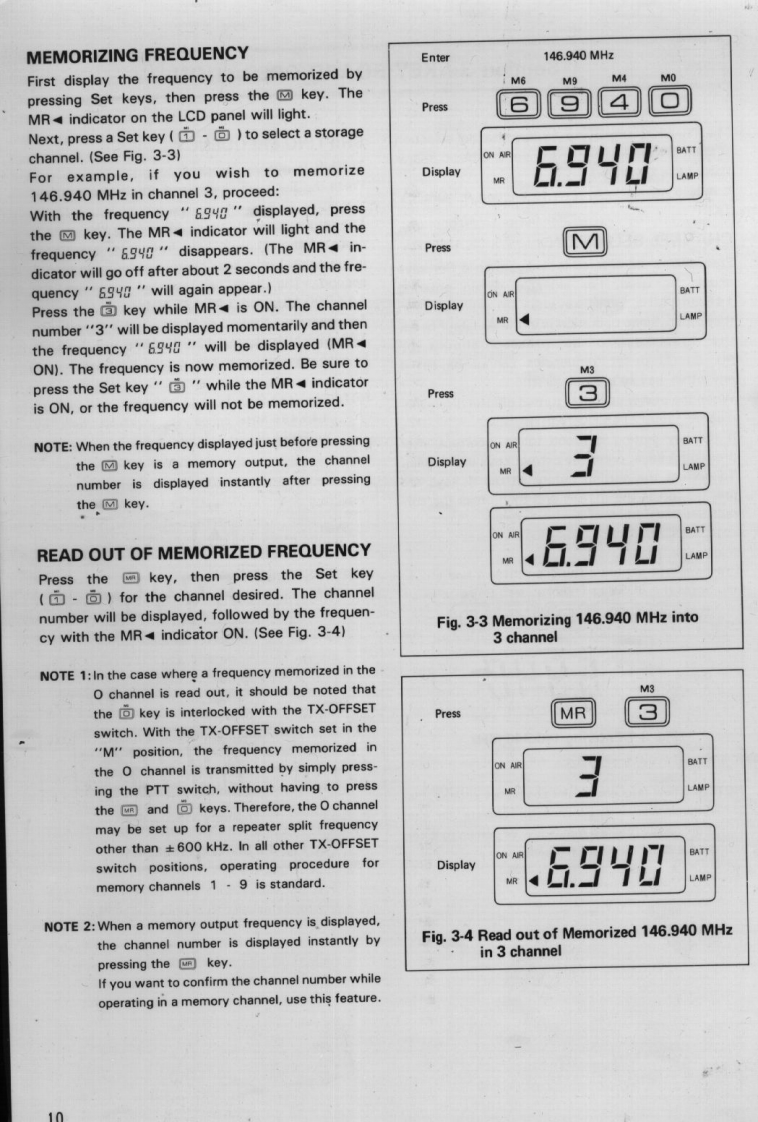 MEMORIZING FREQUENCY
First display the frequency to be memorized by
pressing Set keys, then press the M key. The
MR◄ indicator on the LCD panel will light.
Next, press a Set key ( 1 - 0 ) to select a storage
channel. (See Fig. 3-3)
For example, if you wish to memorize
146.940 MHz in channel 3, proceed:
With the frequency " 6.940 " displayed, press
the M key. The MR◄ indicator will light and the
frequency " 6.940 " disappears. (The MR◄ in-
dicator will go off after about 2 seconds and the fre-
quency " 6.940 " will again appear.)
Press the 3 key while MR◄ is ON. The channel
number "3" will be displayed momentarily and then
the frequency " 6.940 " will be displayed (MR◄
ON). The frequency is now memorized. Be sure to
press the Set key " 3 " while the MR◄ indicator
is ON, or the frequency will not be memorized.
NOTE: When the frequency displayed just before pressing
the M key is a memory output, the channel
number is displayed instantly after pressing
the M key.
READ OUT OF MEMORIZED FREQUENCY
Press the MR key, then press the Set key
( 1 - 0 ) for the channel desired. The channel
number will be displayed, followed by the frequen-
cy with the MR◄ indicator ON. (See Fig. 3-4)
NOTE 1: In the case where a frequency memorized in the
O channel is read out, it should be noted that
the 0 key is interlocked with the TX-OFFSET
switch. With the TX-OFFSET switch set in the
"M" position, the frequency memorized in
the O channel is transmitted by simply press-
ing the PTT switch, without having to press
the MR and 0 keys. Therefore, the O channel
may be set up for a repeater split frequency
other than ±600 kHz. In all other TX-OFFSET
switch positions, operating procedure for
memory channels 1 - 9 is standard.
NOTE 2: When a memory output frequency is displayed,
the channel number is displayed instantly by
pressing the MR key.
If you want to confirm the channel number while
operating in a memory channel, use this feature.
10
Enter 146.940 MHz
M6 M9 M4 M0
Press 6 9 4 0
ON AIR BATT
Display 6.940
MR LAMP
Press M
ON AIR BATT
Display
MR ◄ LAMP
M3
Press 3
ON AIR BATT
Display 3
MR ◄ LAMP
ON AIR BATT
6.940
MR ◄ LAMP
Fig. 3-3 Memorizing 146.940 MHz into
3 channel
M3
Press MR 3
ON AIR BATT
3
MR LAMP
ON AIR BATT
Display 6.940
MR ◄ LAMP
Fig. 3-4 Read out of Memorized 146.940 MHz
in 3 channel